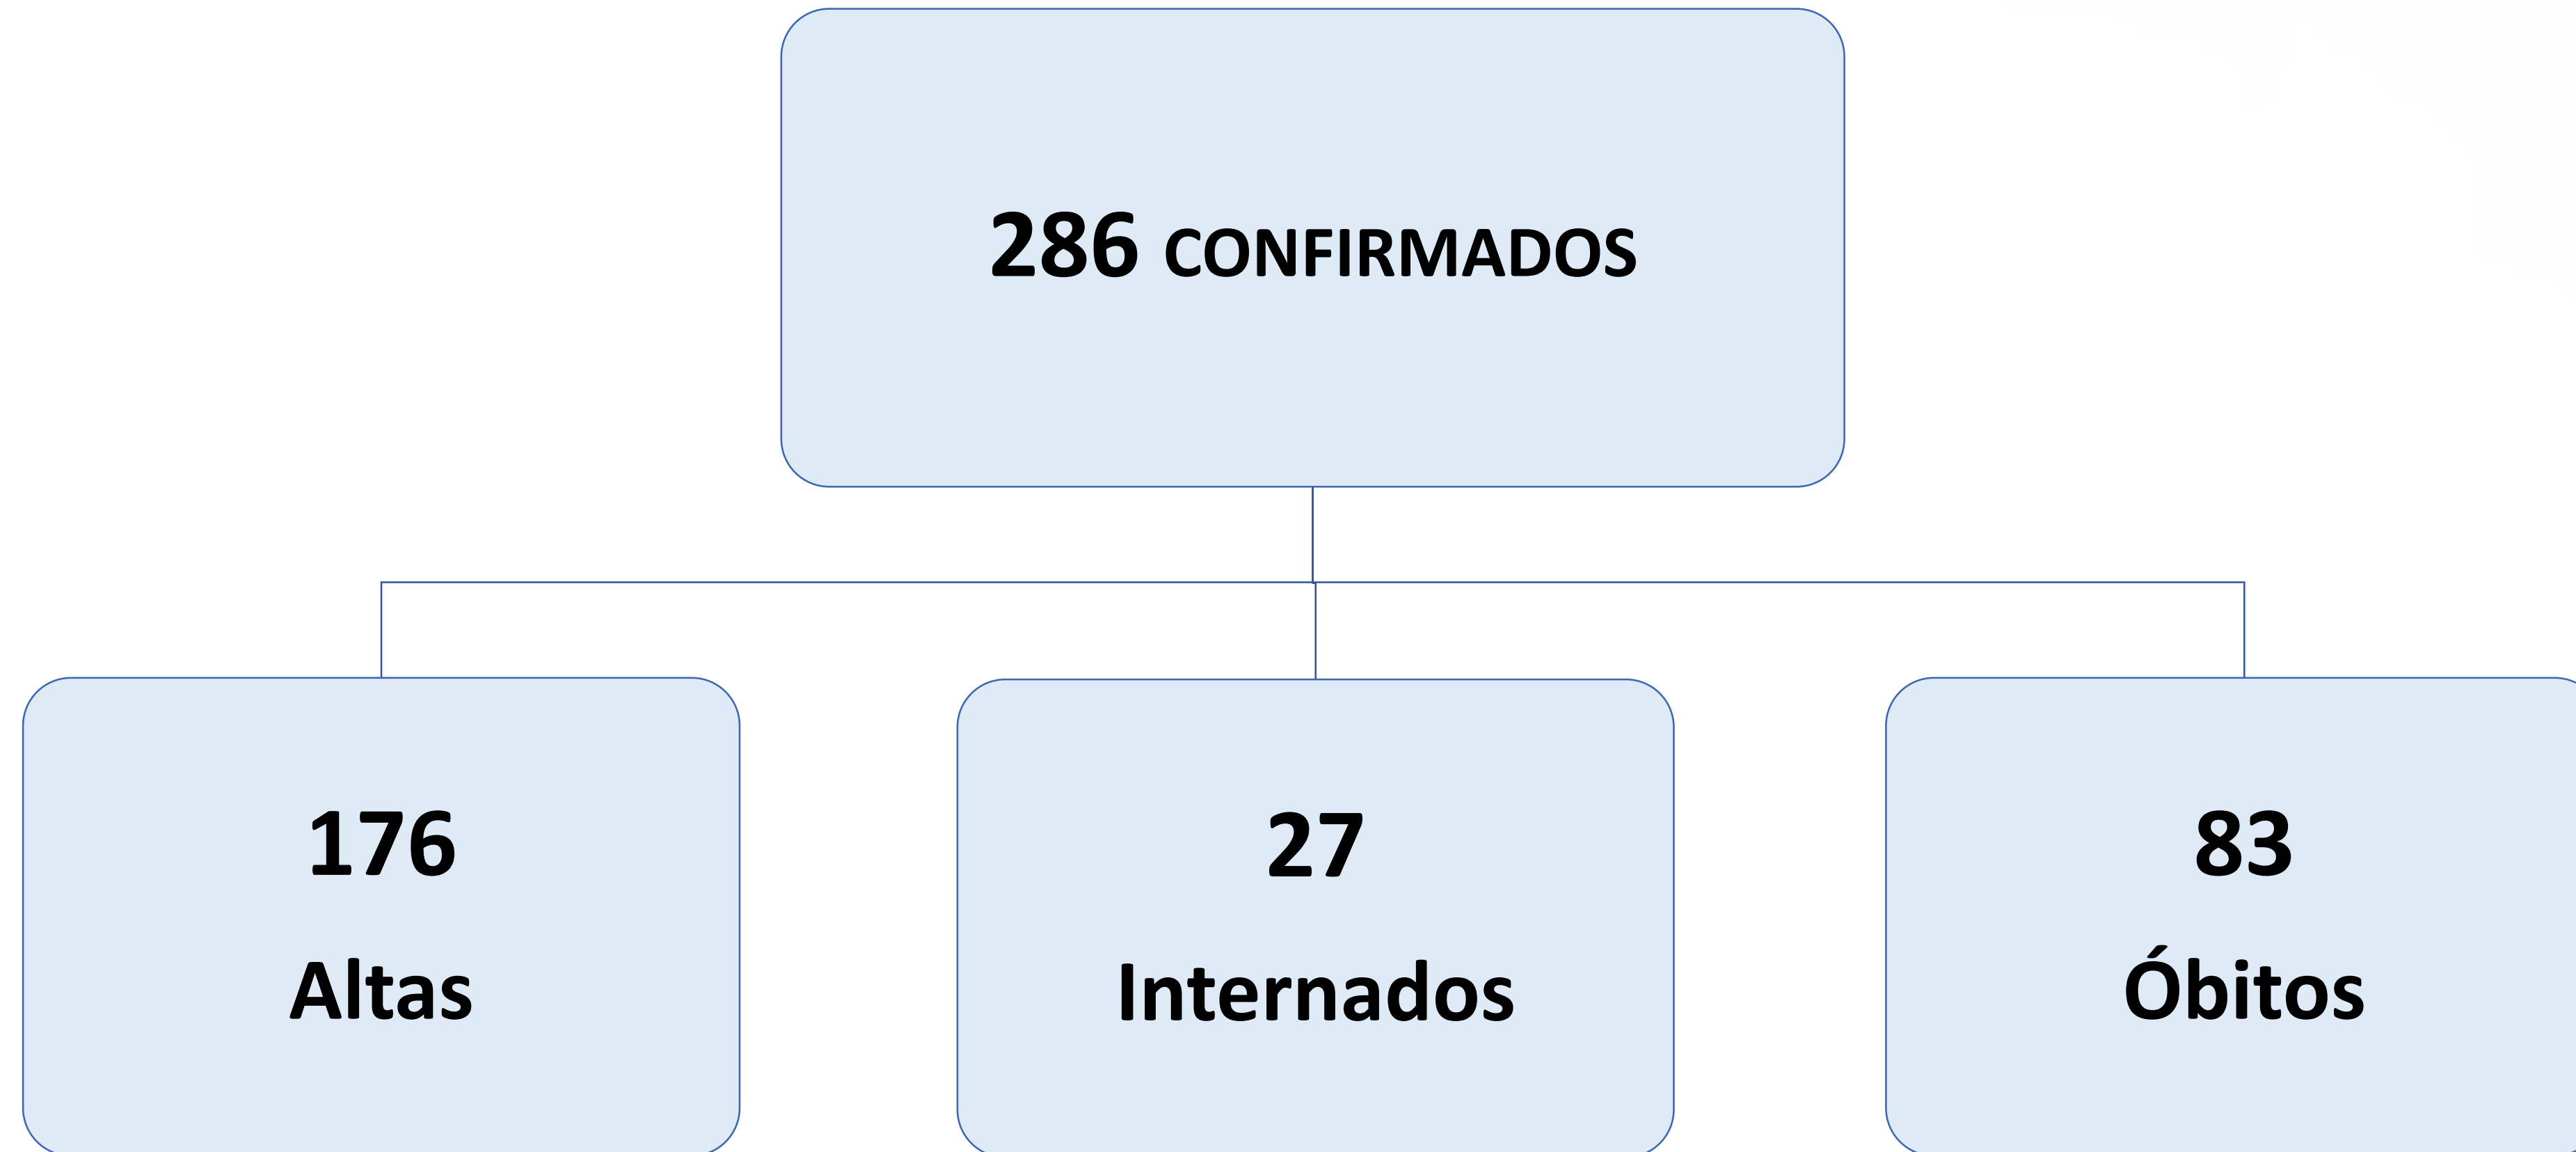 286 CONFIRMADOS
176
Altas
27
Internados
83
Óbitos